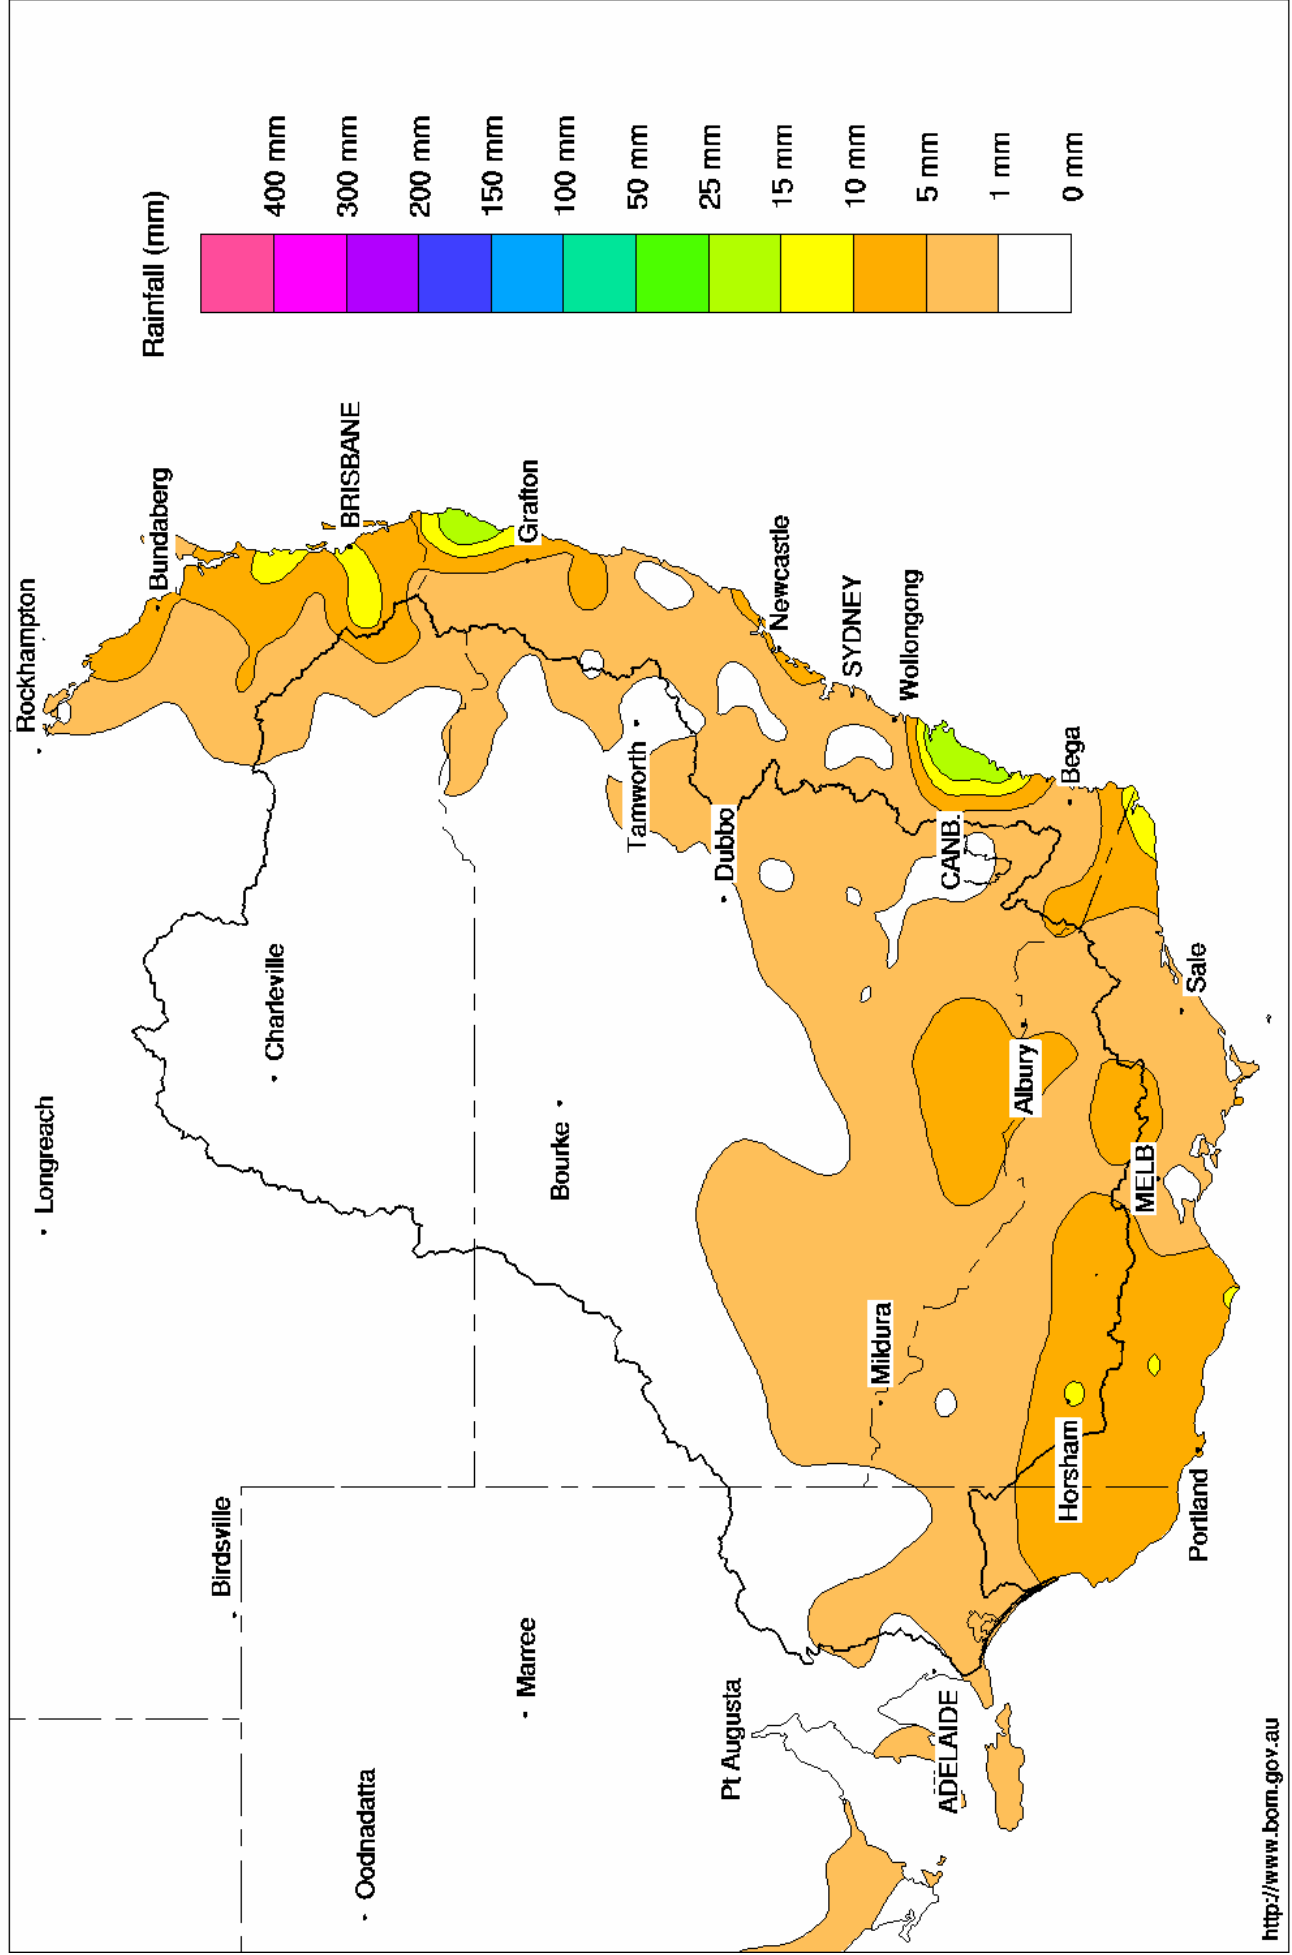 Rainfall (mm)
400 mm
300 mm
200 mm
150 mm
100 mm
50 mm
25 mm
15 mm
10 mm
5 mm
1 mm
0 mm
Rockhampton
Longreach
Bundaberg
Birdsville
Charleville
BRISBANE
Oodnadatta
Marree
Bourke
Grafton
Tamworth
Pt Augusta
Dubbo
Newcastle
SYDNEY
Mildura
Wollongong
ADELAIDE
CANB.
Albury
Horsham
Bega
MELB
Portland
Sale
http://www.bom.gov.au